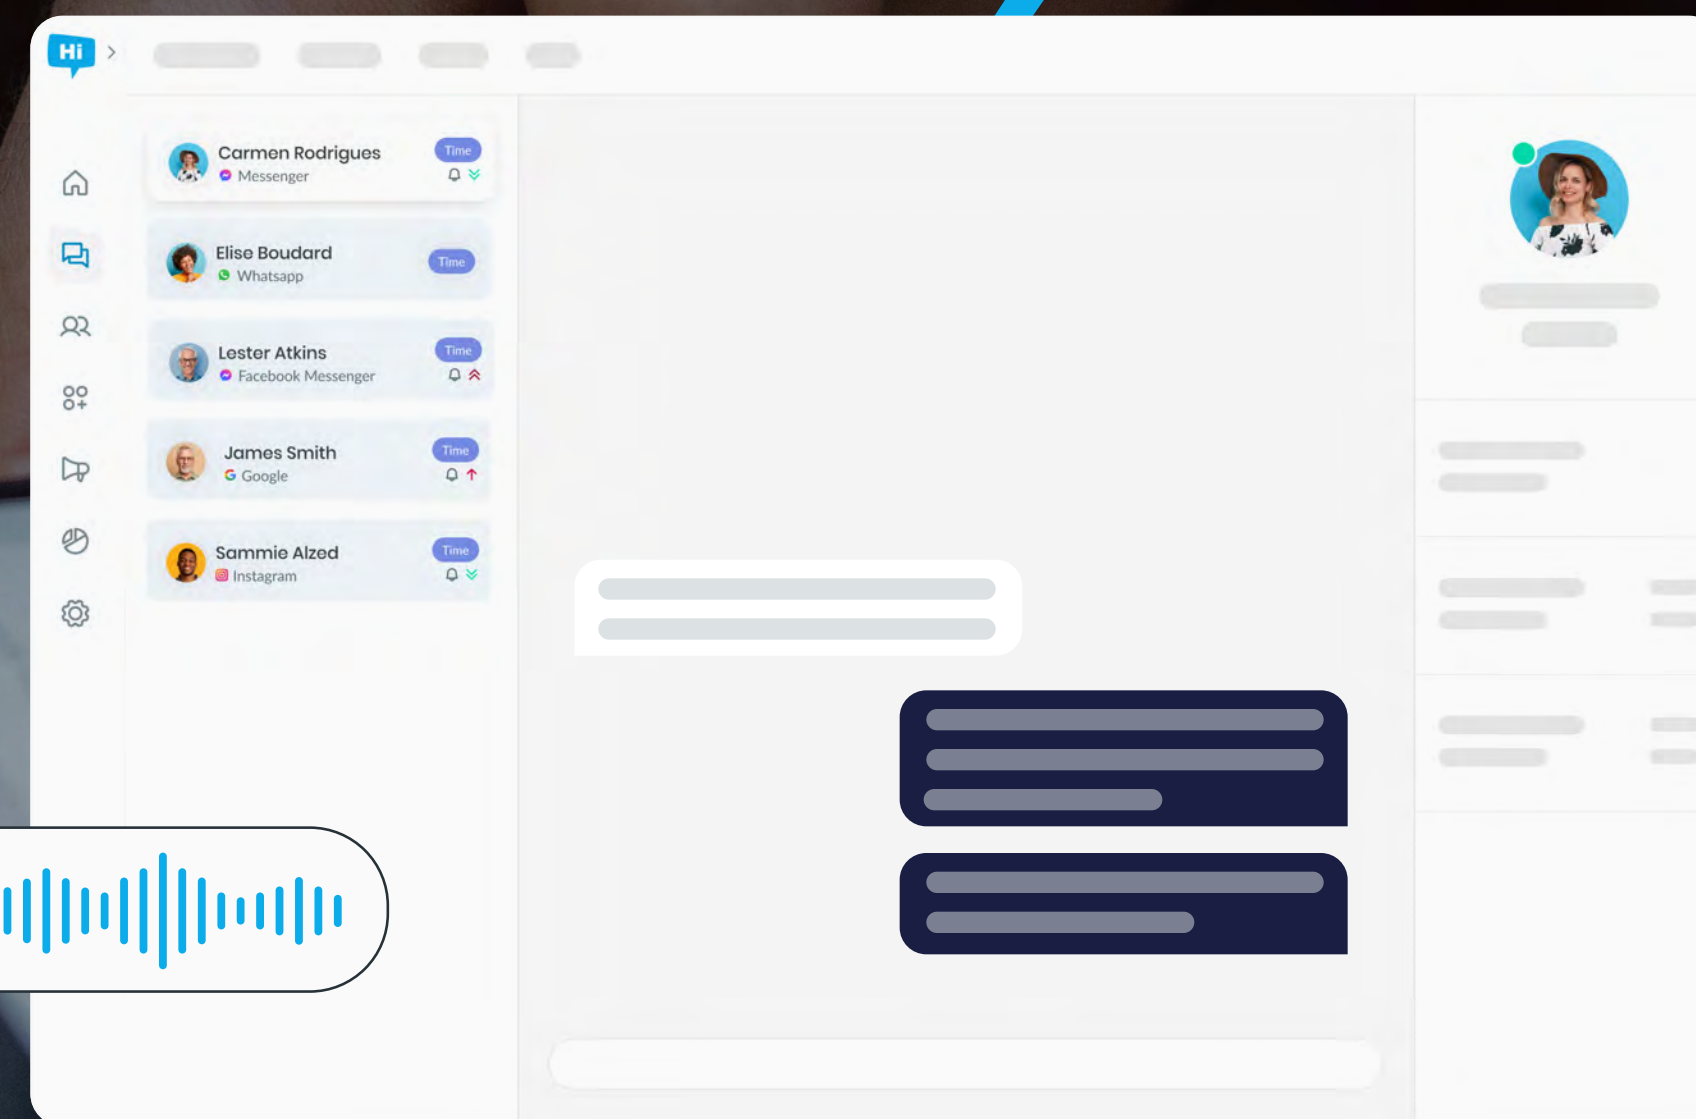 Hi
Carmen Rodrigues
Time
Messenger
Elise Boudard
Time
Whatsapp
Lester Atkins
Time
Facebook Messenger
James Smith
Time
Google
Sammie Alzed
Time
Instagram